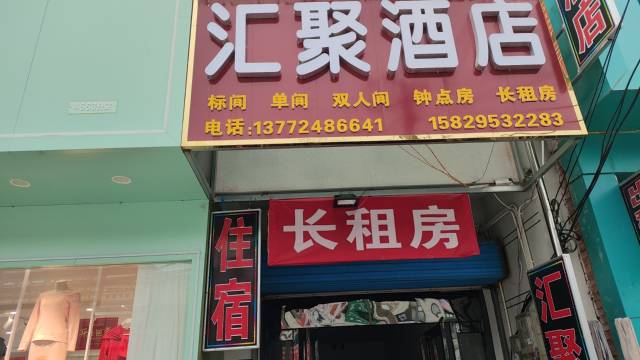 汇聚酒店
标间 单间 双人间 钟点房 长租房
电话:13772486641 15829532283
长租房
住宿
汇聚
店